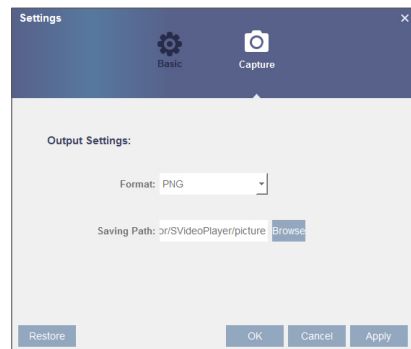 Settings
Basic Capture
Output Settings:
Format: PNG
Saving Path: or/SVideoPlayer/picture Browse
Restore OK Cancel Apply